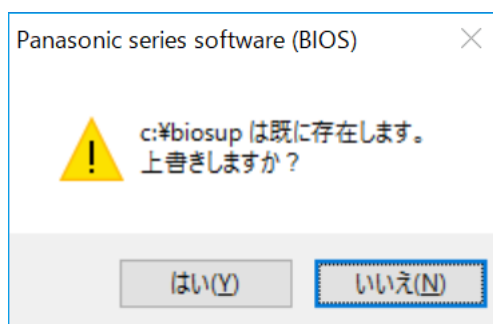 Panasonic series software (BIOS)
c:¥biosup は既に存在します。
上書きしますか？
はい(Y)
いいえ(N)